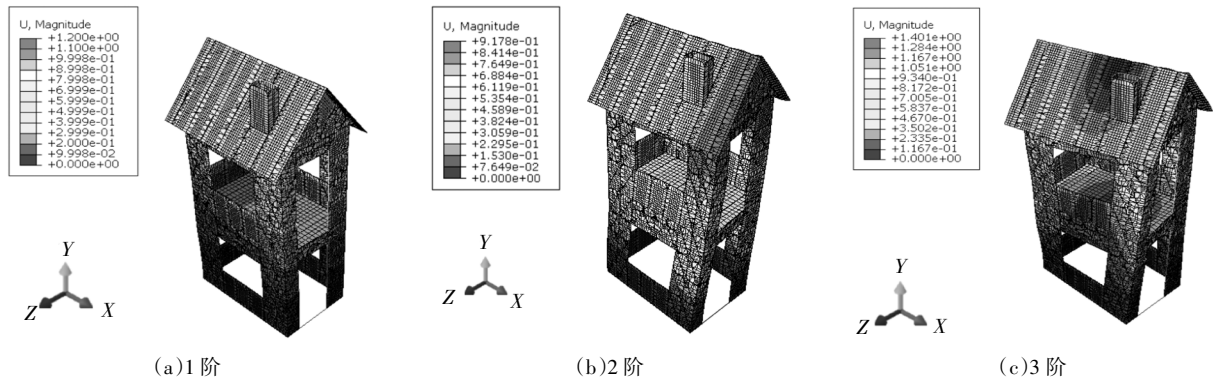 U, Magnitude
+1.200e+00
+1.100e+00
+9.998e-01
+8.998e-01
+7.998e-01
+6.999e-01
+5.999e-01
+4.999e-01
+3.999e-01
+2.999e-01
+2.000e-01
+9.998e-02
+0.000e+00
Y
Z
X
(a)1阶
U, Magnitude
+9.178e-01
+8.414e-01
+7.649e-01
+6.884e-01
+6.119e-01
+5.354e-01
+4.589e-01
+3.824e-01
+3.059e-01
+2.295e-01
+1.530e-01
+7.649e-02
+0.000e+00
Y
Z
X
(b)2阶
U, Magnitude
+1.401e+00
+1.284e+00
+1.167e+00
+1.051e+00
+9.340e-01
+8.172e-01
+7.005e-01
+5.837e-01
+4.670e-01
+3.502e-01
+2.335e-01
+1.167e-01
+0.000e+00
Y
Z
X
(c)3阶